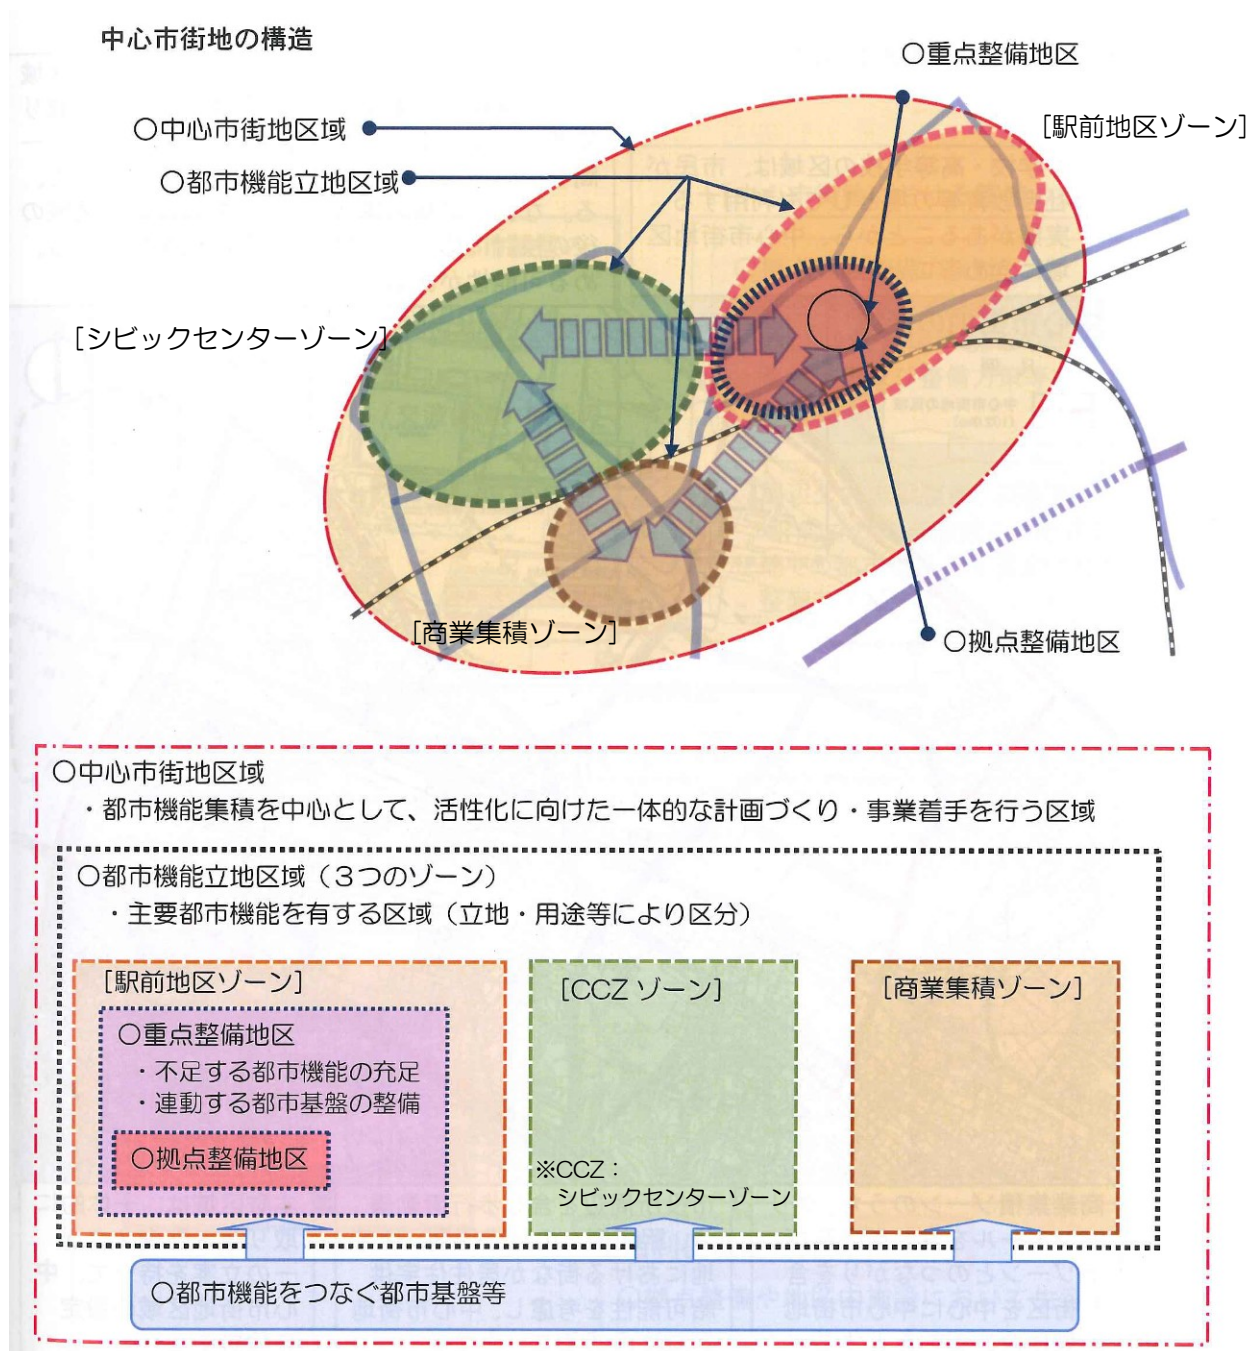 中心市街地の構造
○重点整備地区
○中心市街地区域
[駅前地区ゾーン]
○都市機能立地区域
[シビックセンターゾーン]
[商業集積ゾーン]
○拠点整備地区
○中心市街地区域
・都市機能集積を中心として、活性化に向けた一体的な計画づくり・事業着手を行う区域
○都市機能立地区域（３つのゾーン）
・主要都市機能を有する区域（立地・用途等により区分）
[駅前地区ゾーン]
[CCZ ゾーン]
[商業集積ゾーン]
○重点整備地区
・不足する都市機能の充足
・連動する都市基盤の整備
○拠点整備地区
※CCZ：
シビックセンターゾーン
○都市機能をつなぐ都市基盤等